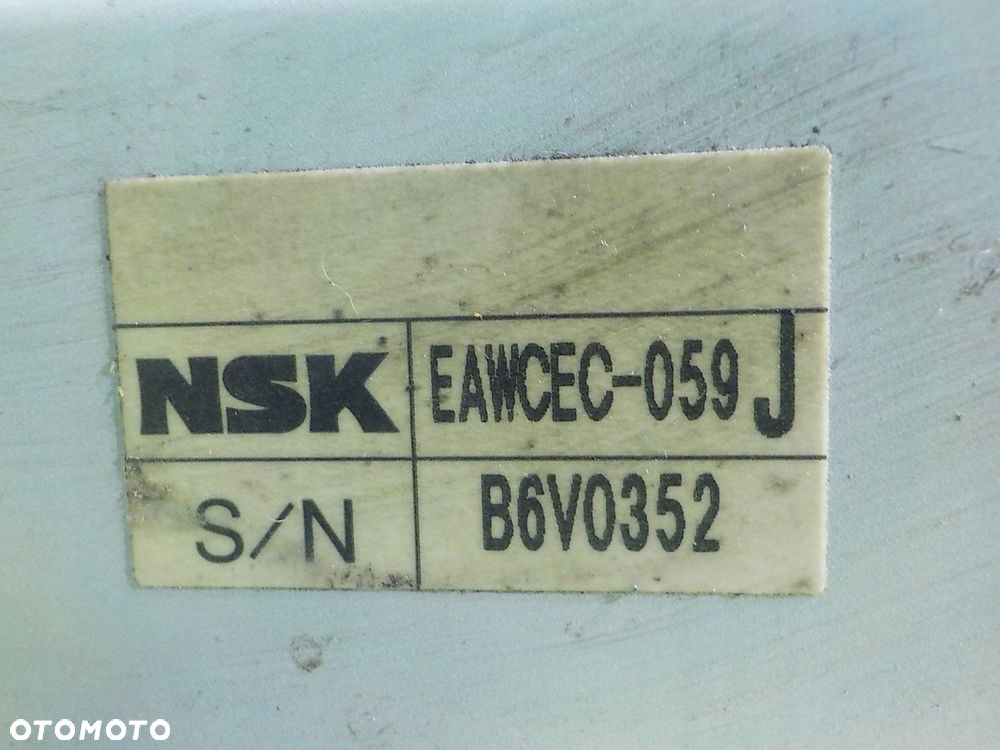 NSK EAWCEC-059 J
S/N B6V0352
OTOMOTO